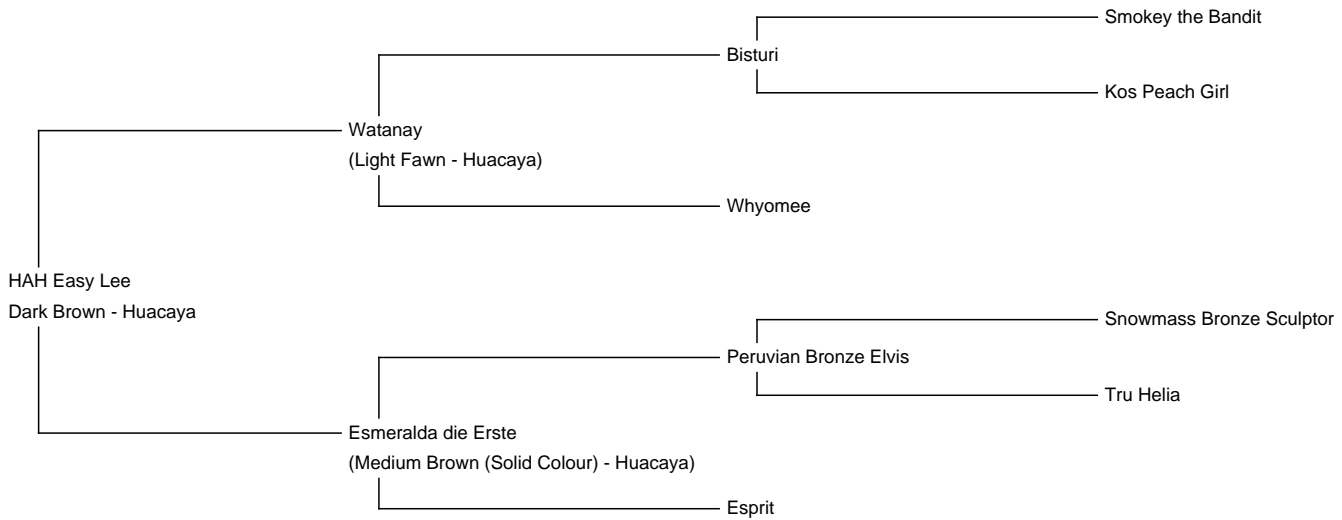 Smokey the Bandit
Bisturi
Kos Peach Girl
Watanay
(Light Fawn - Huacaya)
Whyomee
HAH Easy Lee
Dark Brown - Huacaya
Snowmass Bronze Sculptor
Peruvian Bronze Elvis
Tru Helia
Esmeralda die Erste
(Medium Brown (Solid Colour) - Huacaya)
Esprit